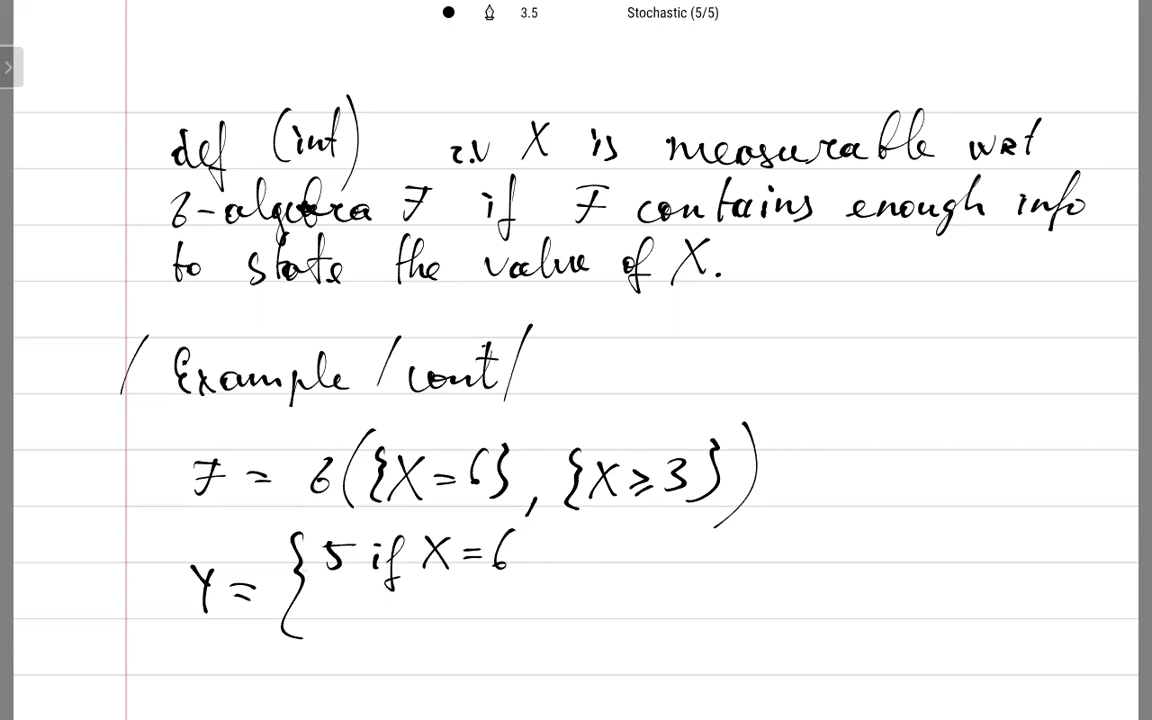 3.5 Stochastic (5/5)
def (int) r.v X is measurable wrt
σ-algebra F if F contains enough info
to state the value of X.
/ Example /cont/
F = σ({X=6}, {X⩾3})
Y = { 5 if X = 6